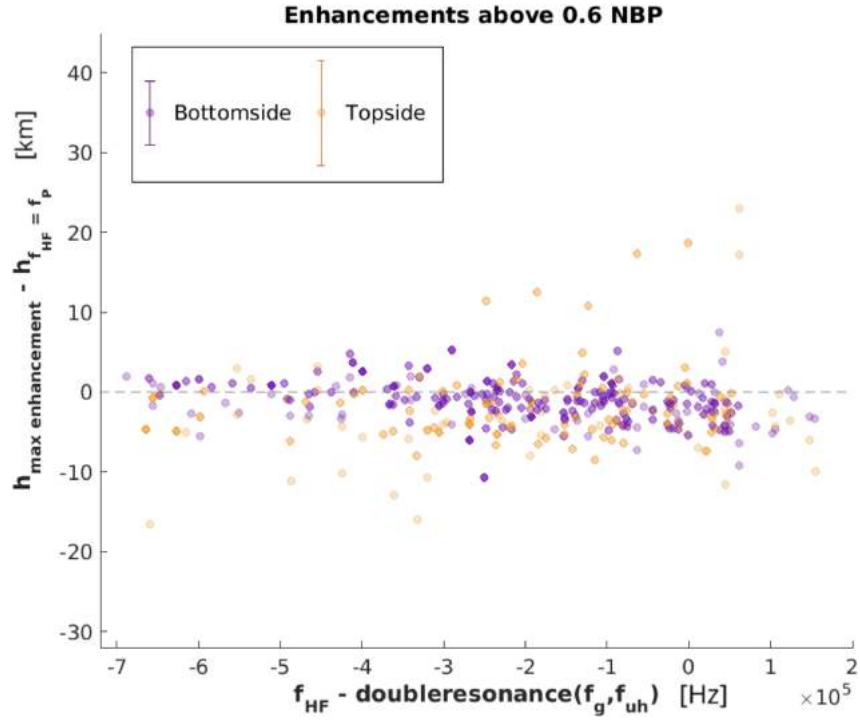 Enhancements above 0.6 NBP
Bottomside Topside
h_max enhancement - h_f_HF = f_P [km]
40
30
20
10
0
-10
-20
-30
-7 -6 -5 -4 -3 -2 -1 0 1 2
×10^5
f_HF - doubleresonance(f_g,f_uh) [Hz]